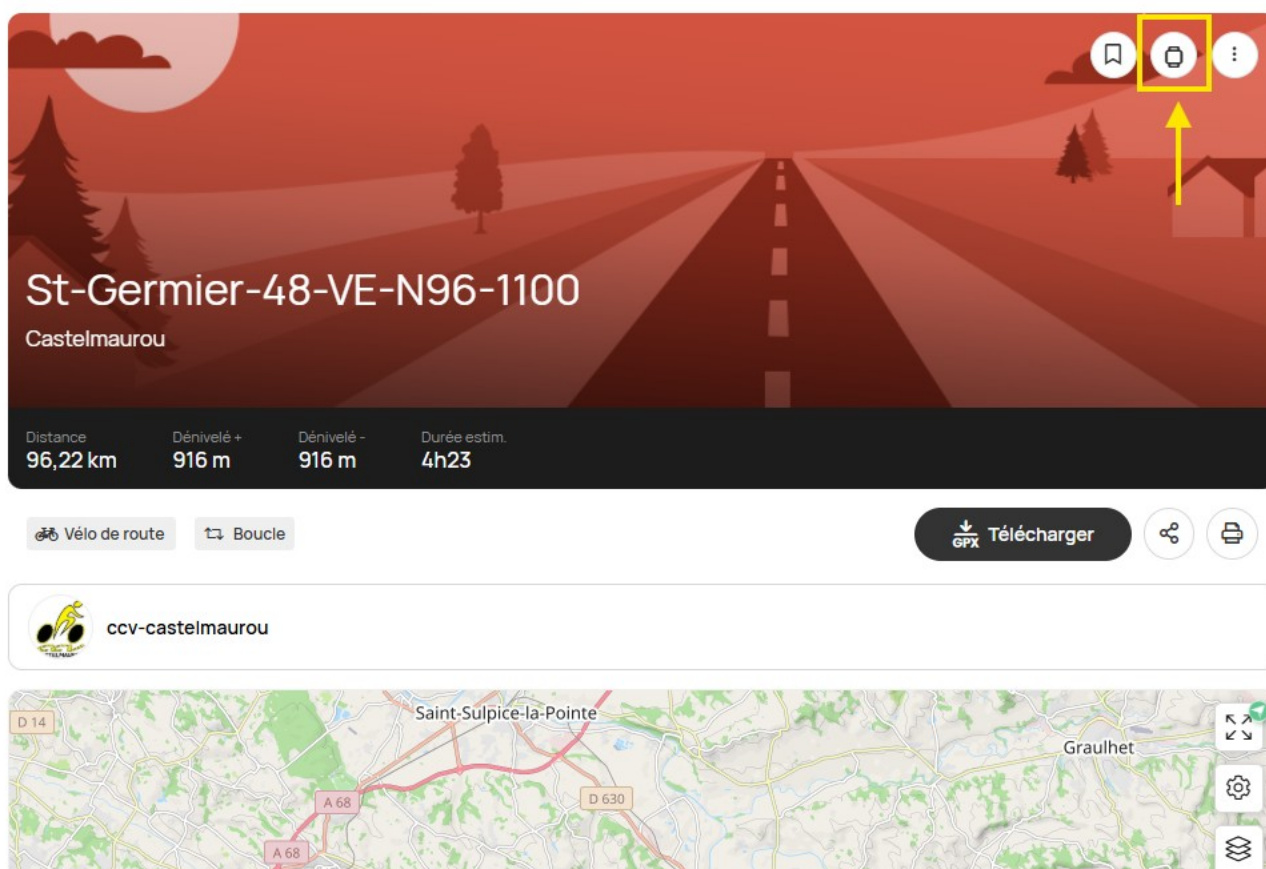 St-Germier-48-VE-N96-1100
Castelmaurou
Distance Dénivelé + Dénivelé - Durée estim.
96,22 km 916 m 916 m 4h23
Vélo de route Boucle GPX Télécharger
ccv-castelmaurou
D 14 Saint-Sulpice-la-Pointe
Graulhet
A 68 D 630
A 68